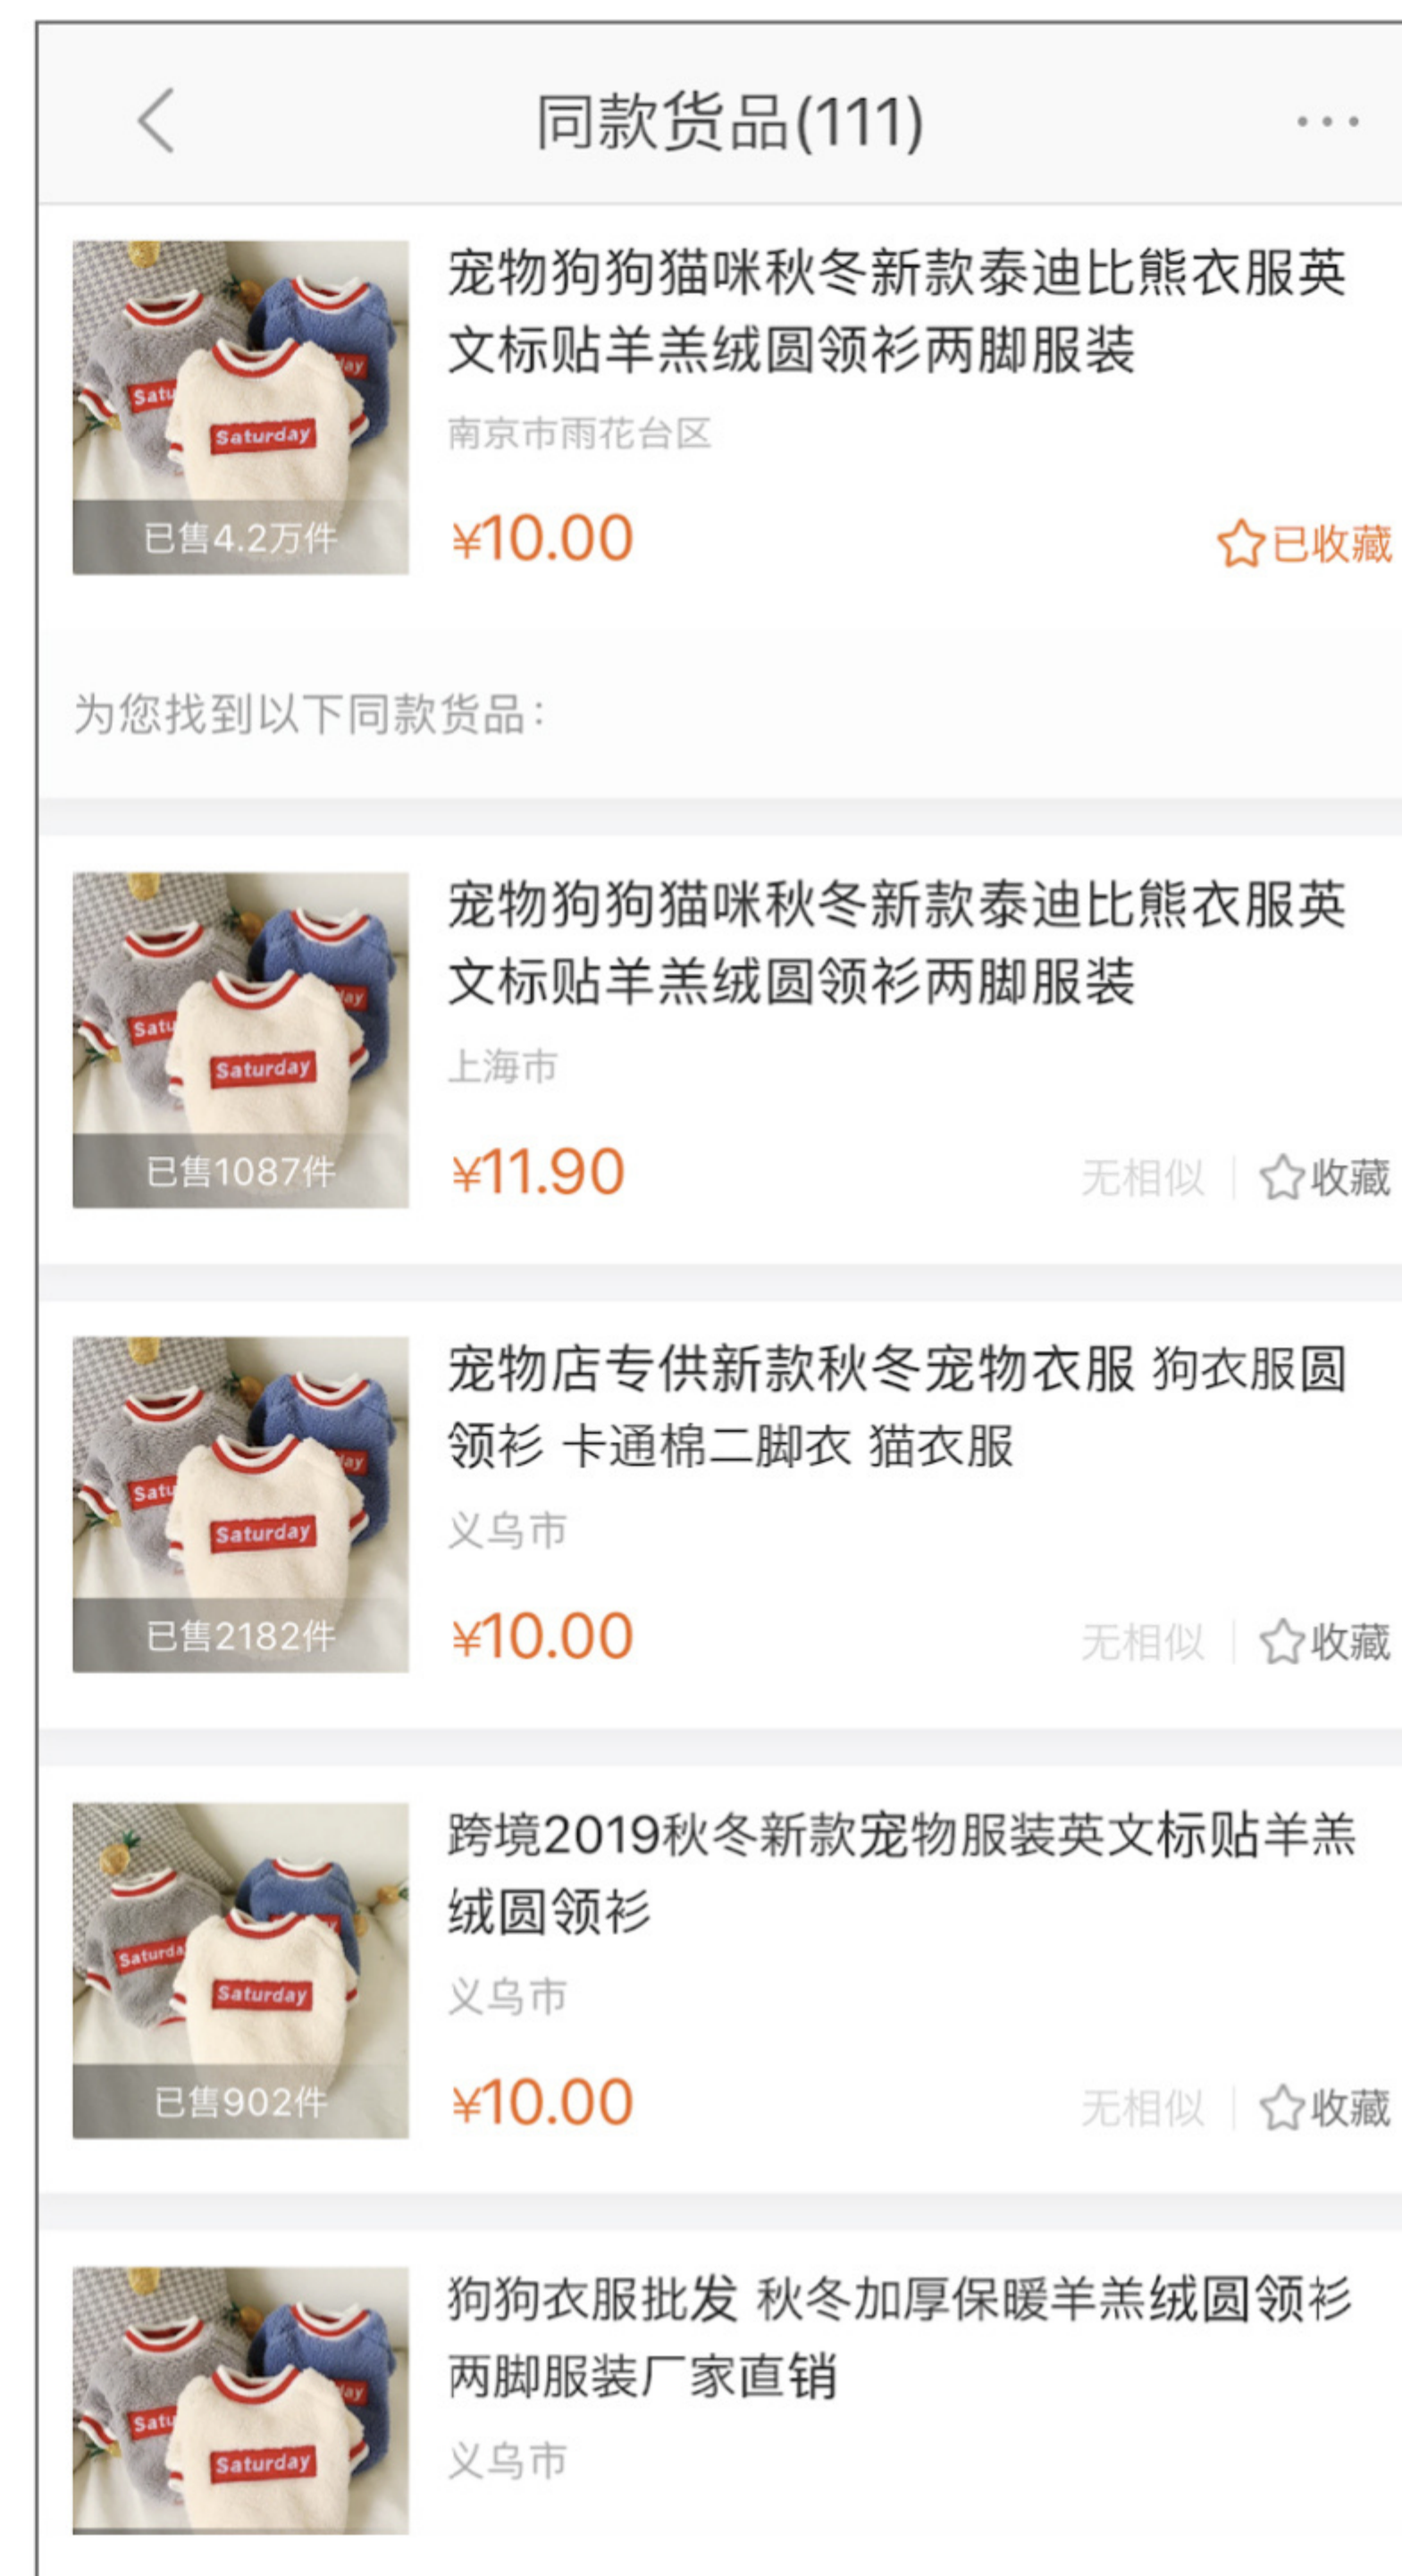 同款货品(111)
宠物狗狗猫咪秋冬新款泰迪比熊衣服英
文标贴羊羔绒圆领衫两脚服装
南京市雨花台区
¥10.00
已收藏
Satu
day
Saturday
已售4.2万件
为您找到以下同款货品：
宠物狗狗猫咪秋冬新款泰迪比熊衣服英
文标贴羊羔绒圆领衫两脚服装
上海市
¥11.90
无相似
收藏
Satu
day
Saturday
已售1087件
宠物店专供新款秋冬宠物衣服 狗衣服圆
领衫 卡通棉二脚衣 猫衣服
义乌市
¥10.00
无相似
收藏
Satu
day
Saturday
已售2182件
跨境2019秋冬新款宠物服装英文标贴羊羔
绒圆领衫
义乌市
¥10.00
无相似
收藏
Saturda
Saturday
已售902件
狗狗衣服批发 秋冬加厚保暖羊羔绒圆领衫
两脚服装厂家直销
义乌市
Satu
day
Saturday